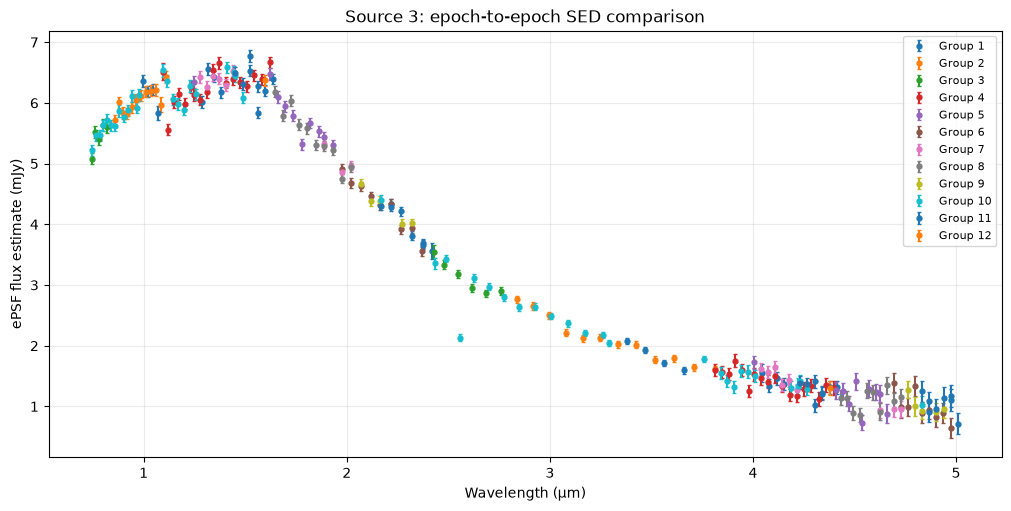 Source 3: epoch-to-epoch SED comparison
ePSF flux estimate (mJy)
7
6
5
4
3
2
1
1
2
3
4
5
Wavelength (μm)
Group 1
Group 2
Group 3
Group 4
Group 5
Group 6
Group 7
Group 8
Group 9
Group 10
Group 11
Group 12